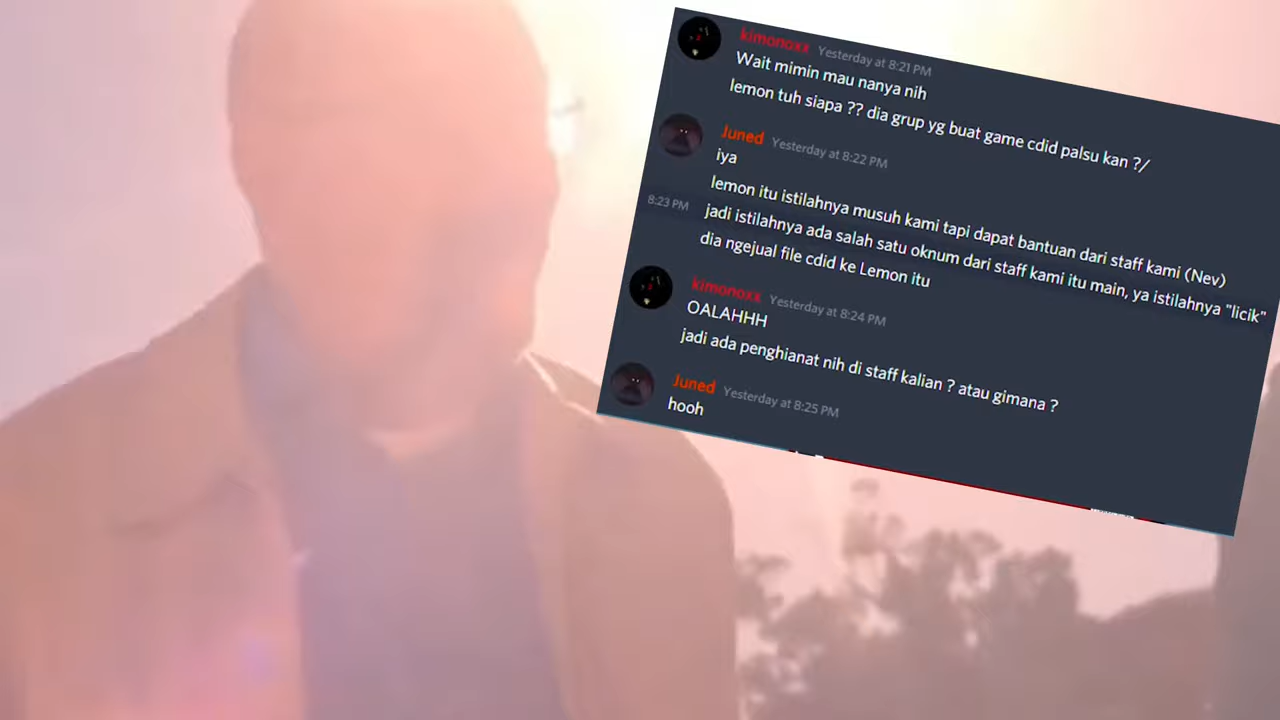 kimonoxx Yesterday at 8:21 PM
Wait mimin mau nanya nih
lemon tuh siapa ?? dia grup yg buat game cdid palsu kan ?/
Juned Yesterday at 8:22 PM
iya
lemon itu istilahnya musuh kami tapi dapat bantuan dari staff kami (Nev)
8:23 PM jadi istilahnya ada salah satu oknum dari staff kami itu main, ya istilahnya "licik"
dia ngejual file cdid ke Lemon itu
kimonoxx Yesterday at 8:24 PM
OALAHHH
jadi ada penghianat nih di staff kalian ? atau gimana ?
Juned Yesterday at 8:25 PM
hooh